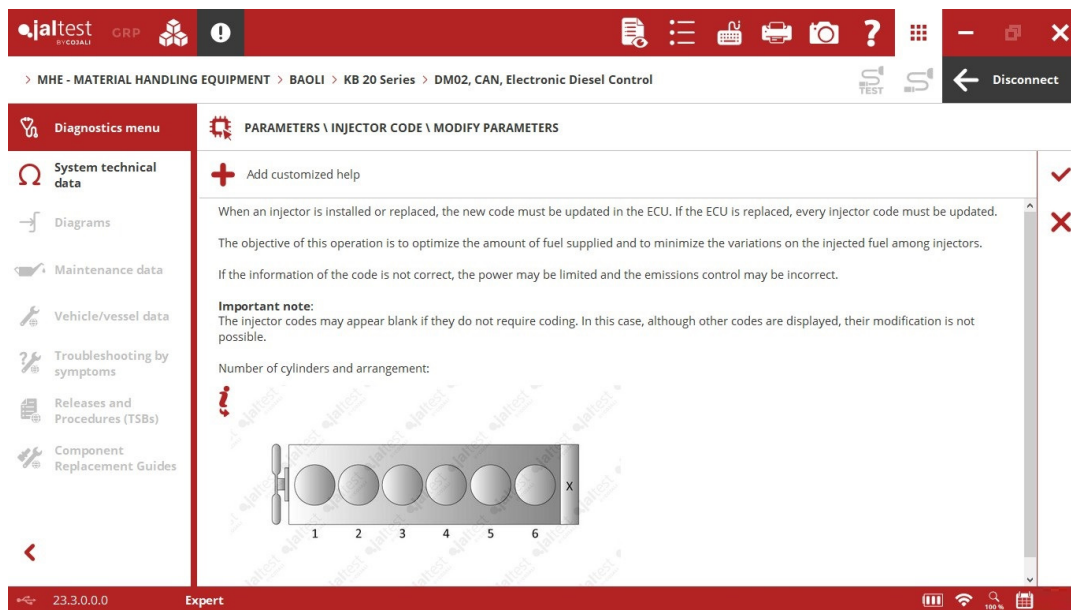 jaltest
BY COJALI
GRP
?
> MHE - MATERIAL HANDLING EQUIPMENT > BAOLI > KB 20 Series > DM02, CAN, Electronic Diesel Control
TEST
Disconnect
Diagnostics menu
PARAMETERS \ INJECTOR CODE \ MODIFY PARAMETERS
System technical
data
Diagrams
Maintenance data
Vehicle/vessel data
Troubleshooting by
symptoms
Releases and
Procedures (TSBs)
Component
Replacement Guides
Add customized help
When an injector is installed or replaced, the new code must be updated in the ECU. If the ECU is replaced, every injector code must be updated.
The objective of this operation is to optimize the amount of fuel supplied and to minimize the variations on the injected fuel among injectors.
If the information of the code is not correct, the power may be limited and the emissions control may be incorrect.
Important note:
The injector codes may appear blank if they do not require coding. In this case, although other codes are displayed, their modification is not
possible.
Number of cylinders and arrangement:
X
1 2 3 4 5 6
23.3.0.0.0 Expert
100 %